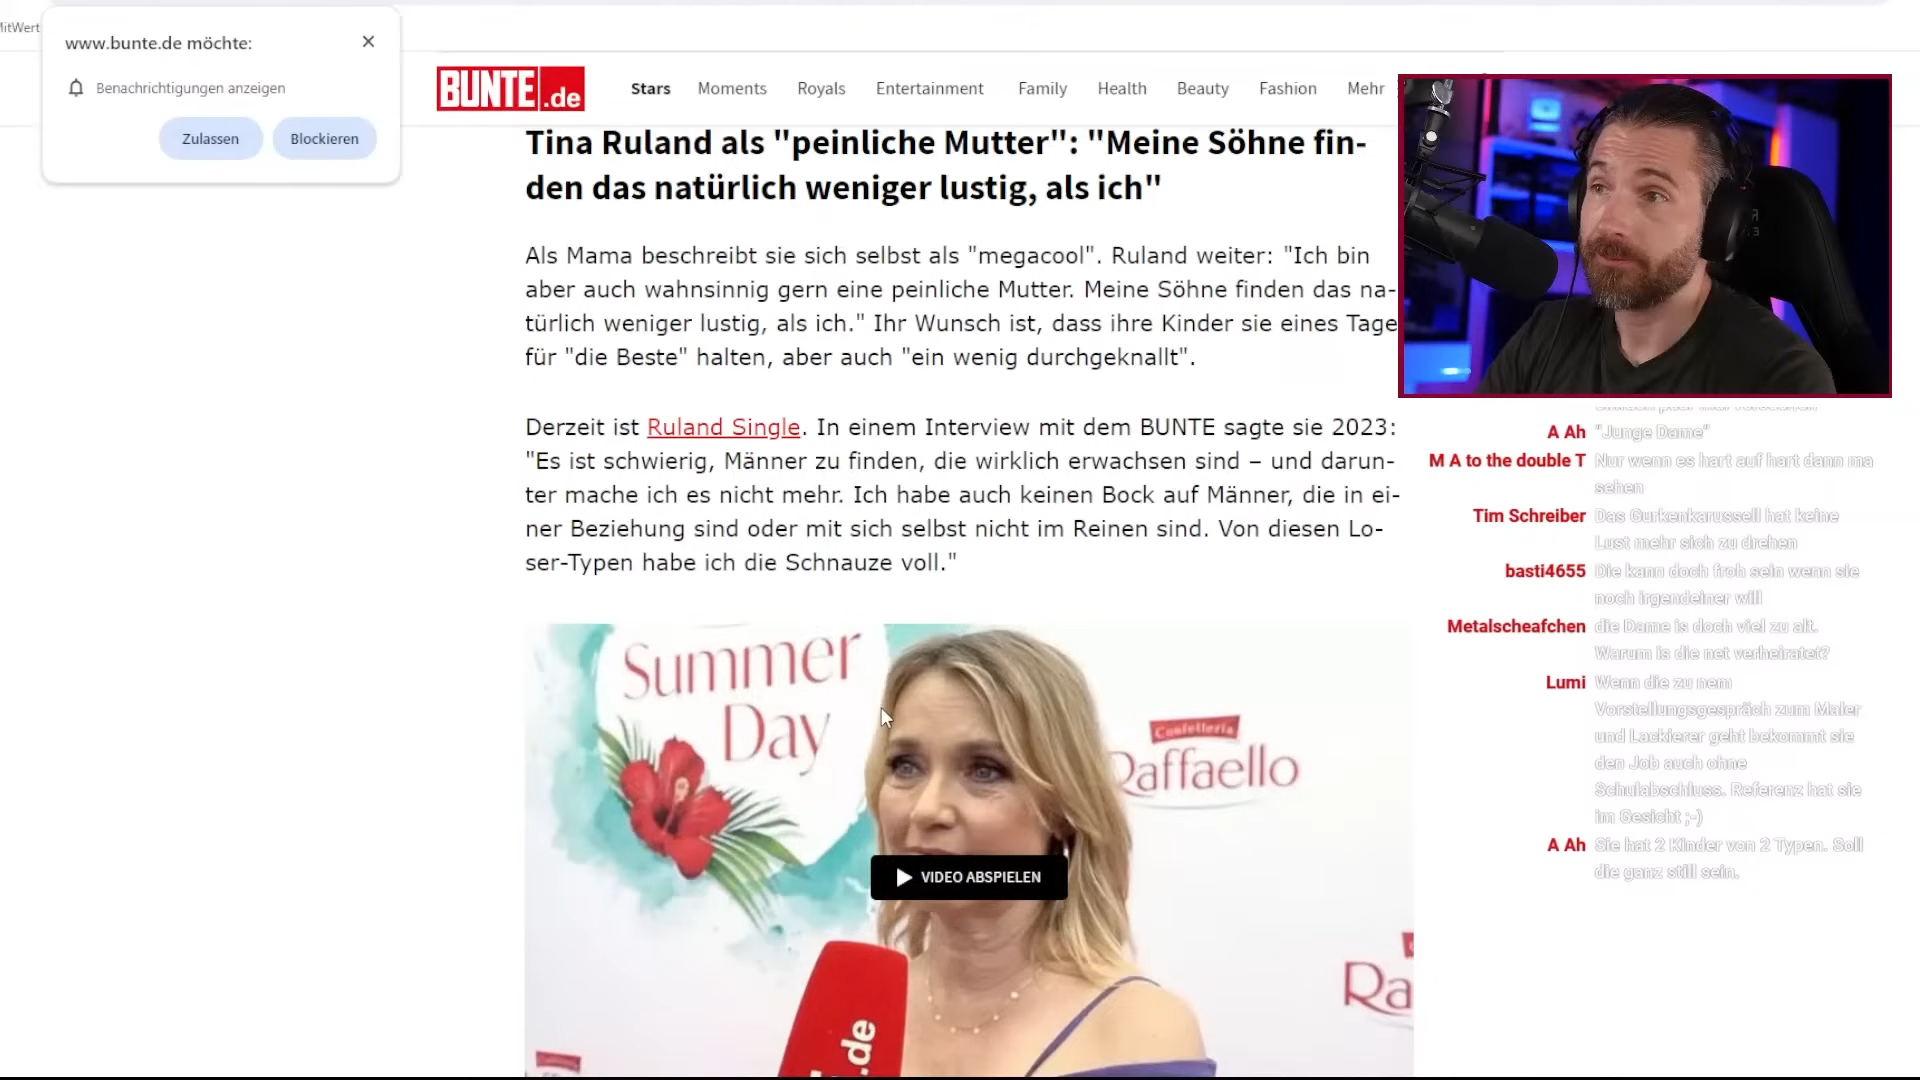 MitWert
www.bunte.de möchte:
Benachrichtigungen anzeigen
Zulassen
Blockieren
BUNTE.de
Stars
Moments
Royals
Entertainment
Family
Health
Beauty
Fashion
Mehr
Tina Ruland als "peinliche Mutter": "Meine Söhne fin-
den das natürlich weniger lustig, als ich"
Als Mama beschreibt sie sich selbst als "megacool". Ruland weiter: "Ich bin
aber auch wahnsinnig gern eine peinliche Mutter. Meine Söhne finden das na-
türlich weniger lustig, als ich." Ihr Wunsch ist, dass ihre Kinder sie eines Tage
für "die Beste" halten, aber auch "ein wenig durchgeknallt".
Derzeit ist Ruland Single. In einem Interview mit dem BUNTE sagte sie 2023:
"Es ist schwierig, Männer zu finden, die wirklich erwachsen sind – und darun-
ter mache ich es nicht mehr. Ich habe auch keinen Bock auf Männer, die in ei-
ner Beziehung sind oder mit sich selbst nicht im Reinen sind. Von diesen Lo-
ser-Typen habe ich die Schnauze voll."
Summer
Day
Confetteria
Raffaello
VIDEO ABSPIELEN
Ra
.de
A Ah "Junge Dame"
M A to the double T Nur wenn es hart auf hart dann ma
sehen
Tim Schreiber Das Gurkenkarussell hat keine
Lust mehr sich zu drehen
basti4655 Die kann doch froh sein wenn sie
noch irgendeiner will
Metalscheafchen die Dame is doch viel zu alt.
Warum is die net verheiratet?
Lumi Wenn die zu nem
Vorstellungsgespräch zum Maler
und Lackierer geht bekommt sie
den Job auch ohne
Schulabschluss. Referenz hat sie
im Gesicht ;-)
A Ah Sie hat 2 Kinder von 2 Typen. Soll
die ganz still sein.